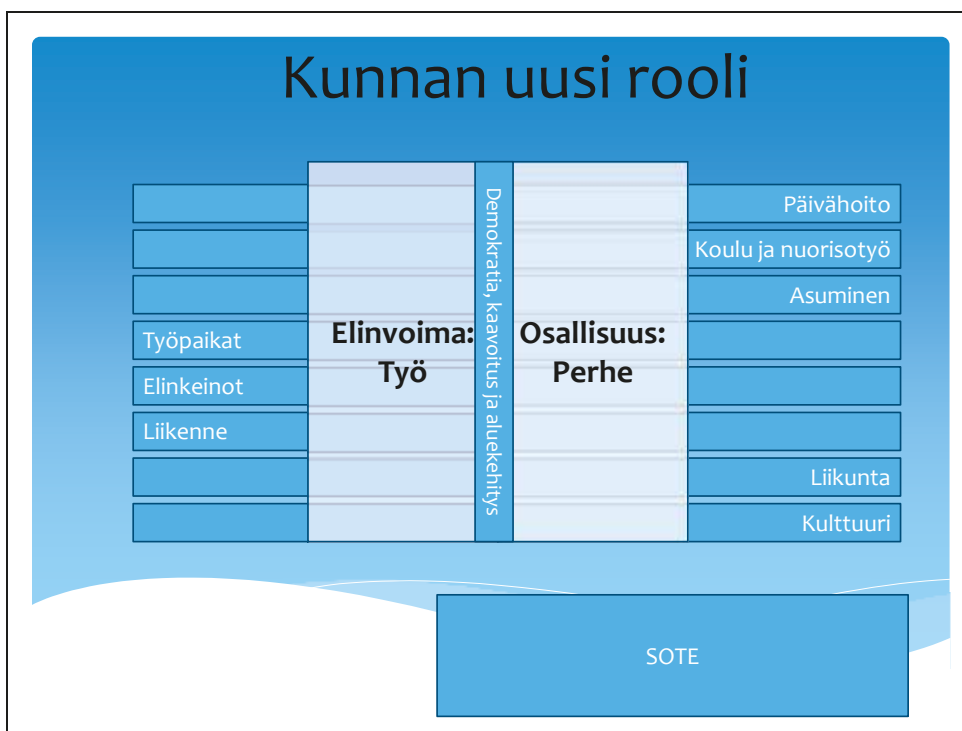 Kunnan uusi rooli
Päivähoito
Koulu ja nuorisotyö
Asuminen
Työpaikat
Elinkeinot
Liikenne
Elinvoima:
Työ
Demokratia, kaavoitus ja aluekehitys
Osallisuus:
Perhe
Liikunta
Kulttuuri
SOTE